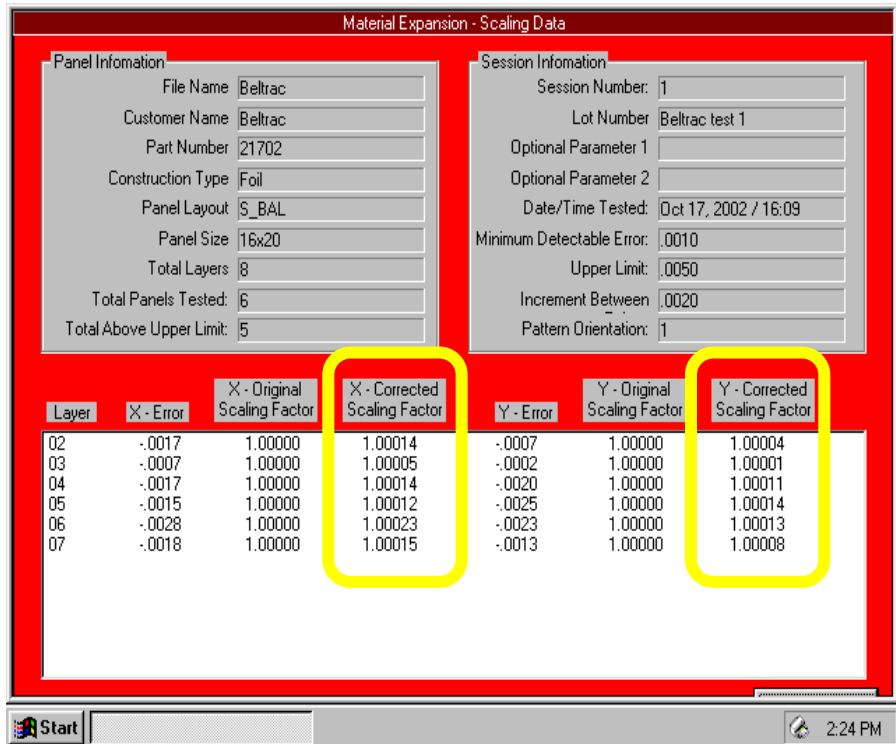 Material Expansion - Scaling Data
Panel Infomation
File Name Beltrac
Customer Name Beltrac
Part Number 21702
Construction Type Foil
Panel Layout S_BAL
Panel Size 16x20
Total Layers 8
Total Panels Tested: 6
Total Above Upper Limit: 5
Session Infomation
Session Number: 1
Lot Number Beltrac test 1
Optional Parameter 1
Optional Parameter 2
Date/Time Tested: Oct 17, 2002 / 16:09
Minimum Detectable Error: .0010
Upper Limit: .0050
Increment Between .0020
Pattern Orientation: 1
Layer X - Error X - Original Scaling Factor X - Corrected Scaling Factor Y - Error Y - Original Scaling Factor Y - Corrected Scaling Factor
02 -.0017 1.00000 1.00014 -.0007 1.00000 1.00004
03 -.0007 1.00000 1.00005 -.0002 1.00000 1.00001
04 -.0017 1.00000 1.00014 -.0020 1.00000 1.00011
05 -.0015 1.00000 1.00012 -.0025 1.00000 1.00014
06 -.0028 1.00000 1.00023 -.0023 1.00000 1.00013
07 -.0018 1.00000 1.00015 -.0013 1.00000 1.00008
Start 2:24 PM